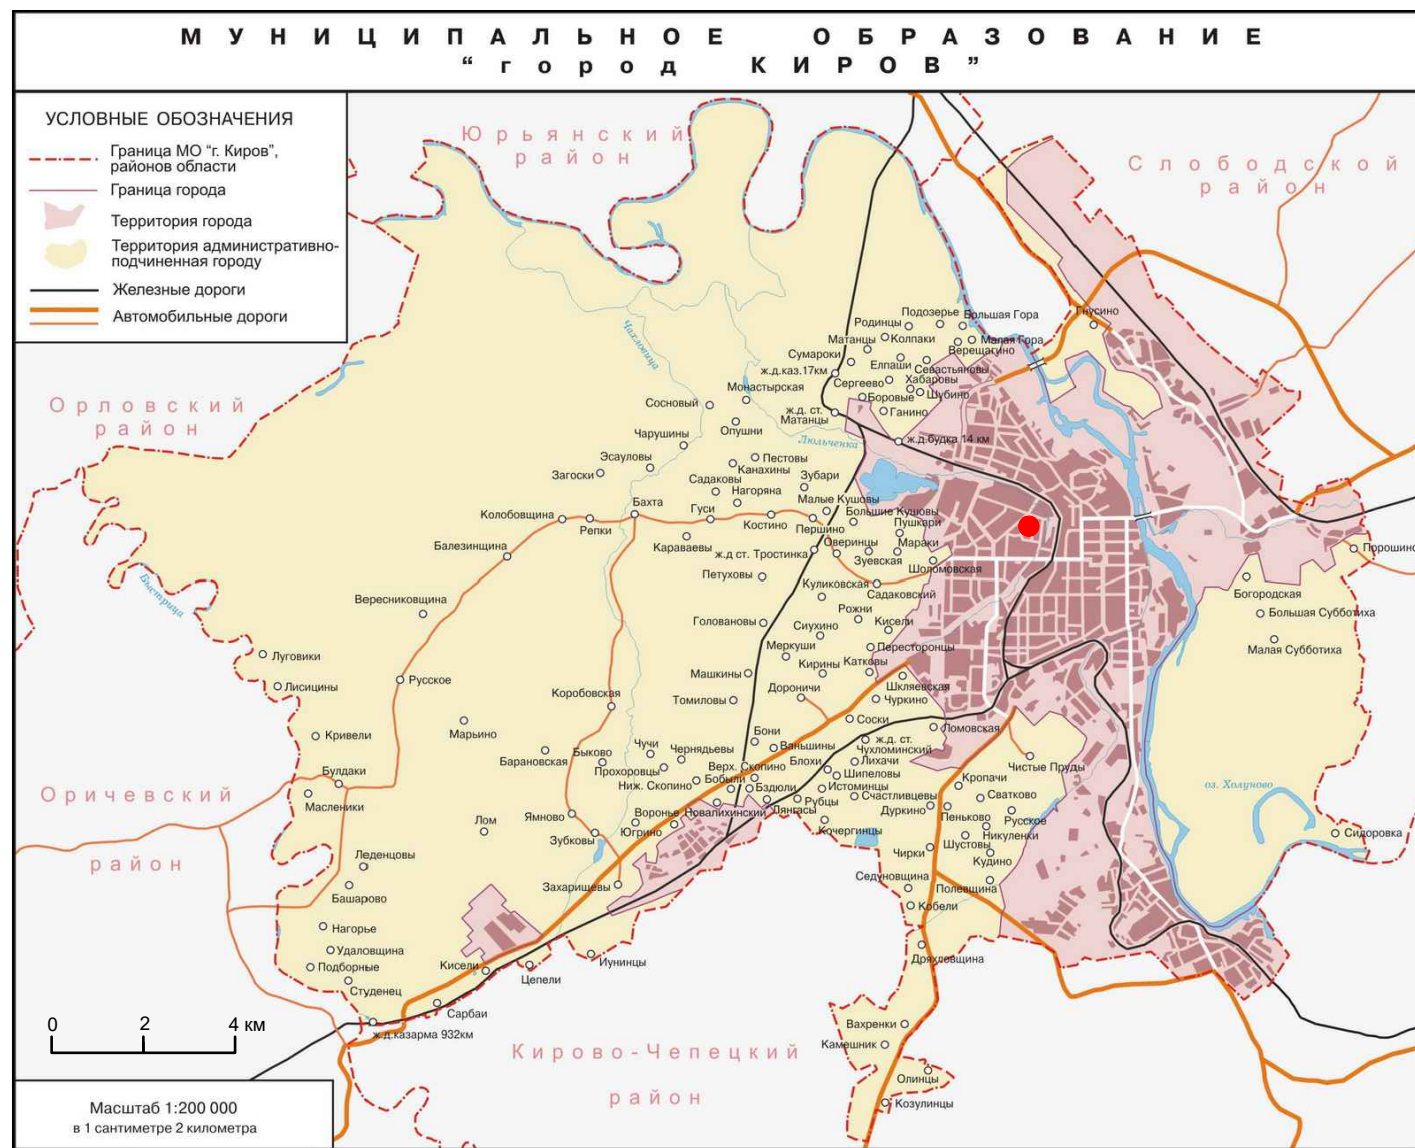 МУНИЦИПАЛЬНОЕ ОБРАЗОВАНИЕ
“город КИРОВ”
УСЛОВНЫЕ ОБОЗНАЧЕНИЯ
Граница МО “г. Киров”,
районов области
Граница города
Территория города
Территория административно-
подчиненная городу
Железные дороги
Автомобильные дороги
Юрьянский
район
Слободской
район
Орловский
район
Оричевский
район
Кирово-Чепецкий
район
Чахловица
Люльченка
Быстрица
оз. Холуново
Гнусино
Подозерье
Большая Гора
Родинцы
Матанцы
Колпаки
Малая Гора
Верещагино
Сумароки
Елпаши
Севастьяновы
ж.д.каз.17км
Сергеево
Хабаровы
Шубино
Монастырская
Боровые
Ганино
Сосновый
ж.д. ст.
Матанцы
Опушни
Чарушины
ж.д.будка 14 км
Эсауловы
Пестовы
Канахины
Загоски
Зубари
Садаковы
Нагоряна
Малые Кушовы
Бахта
Гуси
Большие Кушовы
Колобовщина
Репки
Костино
Першино
Пушкари
Караваевы
Оверинцы
Мараки
Балезинщина
ж.д ст. Тростинка
Зуевская
Шоломовская
Порошино
Петуховы
Куликовская
Садаковский
Богородская
Вересниковщина
Рожни
Большая Субботиха
Головановы
Сиухино
Кисели
Малая Субботиха
Меркуши
Пересторонцы
Луговики
Кирины
Катковы
Машкины
Шкляевская
Лисицины
Русское
Дороничи
Коробовская
Томиловы
Чуркино
Соски
Марьино
Ломовская
Кривели
Бони
Ваньшины
ж.д. ст.
Чухломинский
Чучи
Чернядьевы
Быково
Барановская
Блохи
Лихачи
Чистые Пруды
Прохоровцы
Верх. Скопино
Шипеловы
Булдаки
Ниж. Скопино
Бобыли
Бздюли
Истоминцы
Кропачи
Масленики
Счастливцевы
Сватково
Рубцы
Лянгасы
Дуркино
Новалихинский
Воронье
Пеньково
Русское
Лом
Ямново
Югрино
Кочергинцы
Никуленки
Сидоровка
Зубковы
Шустовы
Чирки
Кудино
Леденцовы
Седуновщина
Захарищевы
Полевщина
Башарово
Кобели
Нагорье
Удаловщина
Дряхловщина
Иунинцы
Подборные
Кисели
Цепели
Студенец
Сарбаи
Вахренки
ж.д.казарма 932км
Камешник
Олинцы
Козулинцы
0 2 4 км
Масштаб 1:200 000
в 1 сантиметре 2 километра